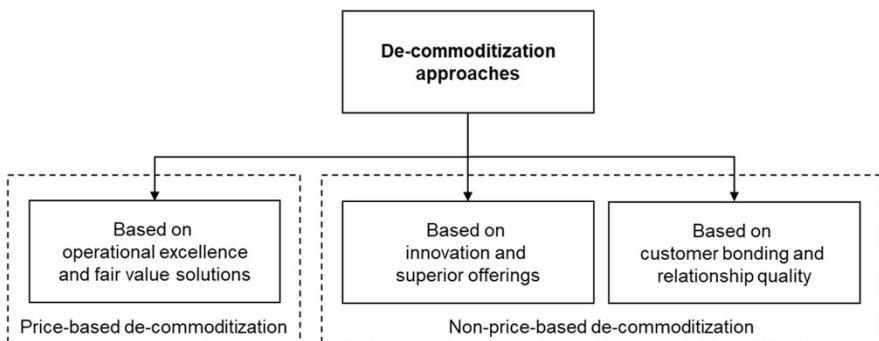 De-commoditization
approaches
Based on
operational excellence
and fair value solutions
Based on
innovation and
superior offerings
Based on
customer bonding and
relationship quality
Price-based de-commoditization
Non-price-based de-commoditization